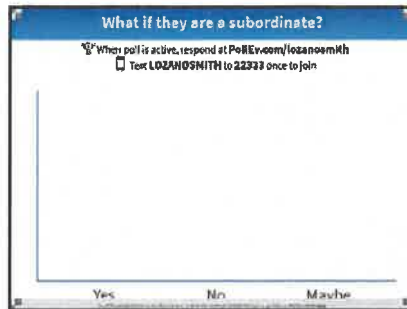 What if they are a subordinate?
When poll is active, respond at PollEv.com/lozanosmith
Text LOZANOSMITH to 22333 once to join
Yes No Maybe